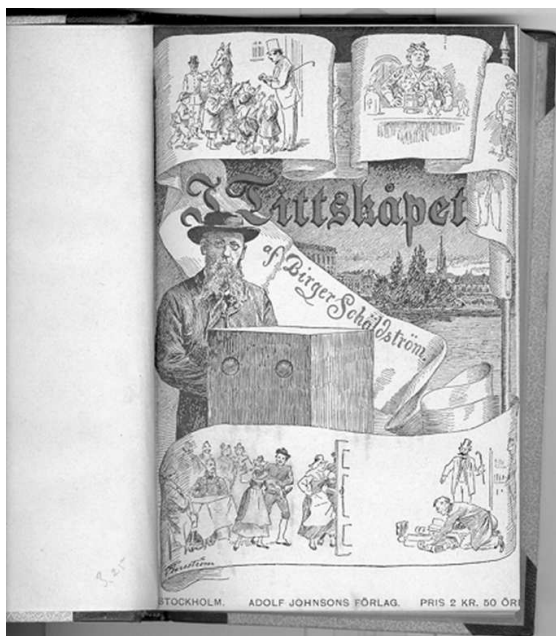 I Tittskåpet
af Birger Schöldström.
STOCKHOLM. ADOLF JOHNSONS FÖRLAG. PRIS 2 KR. 50 ÖRE